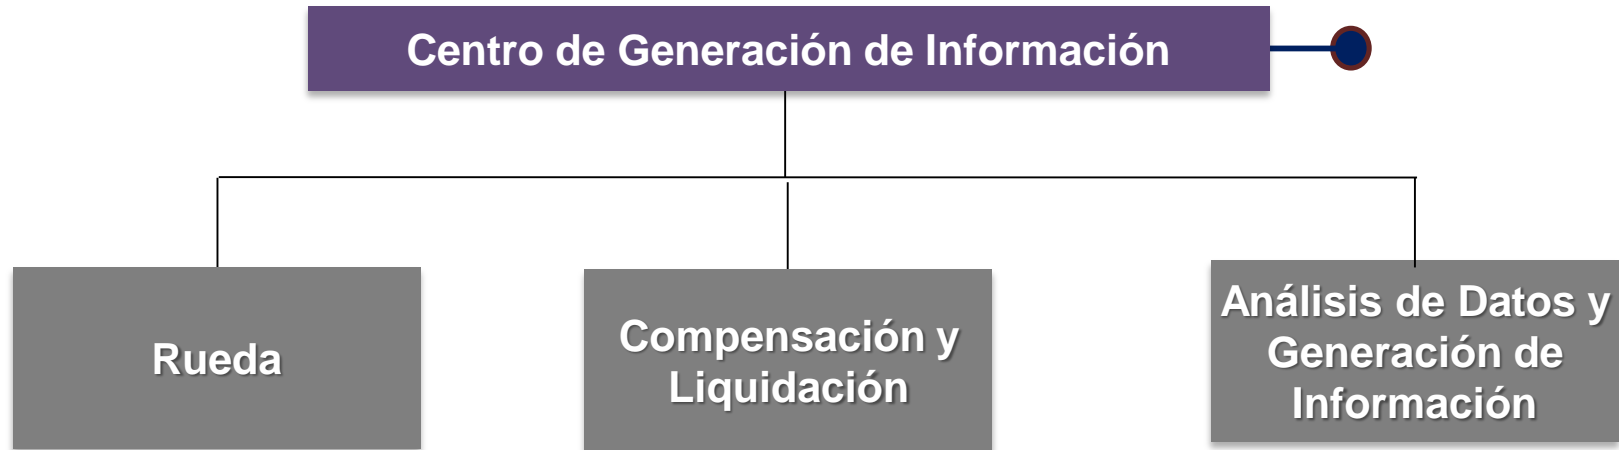 Centro de Generación de Información
Rueda
Compensación y
Liquidación
Análisis de Datos y
Generación de
Información